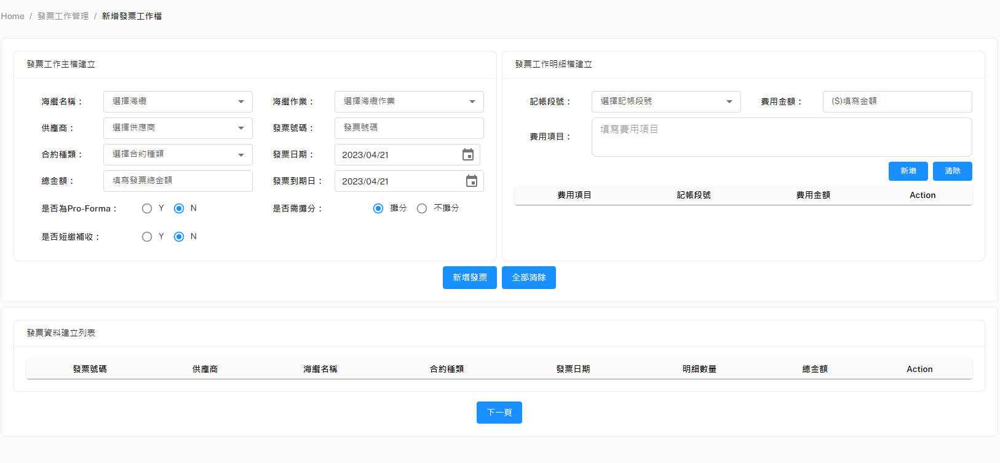 Home / 發票工作管理 / 新增發票工作檔
發票工作主檔建立
海纜名稱：
選擇海纜
海纜作業：
選擇海纜作業
供應商：
選擇供應商
發票號碼：
發票號碼
合約種類：
選擇合約種類
發票日期：
2023/04/21
總金額：
填寫發票總金額
發票到期日：
2023/04/21
是否為Pro-Forma：
Y
N
是否需攤分：
攤分
不攤分
是否短繳補收：
Y
N
發票工作明細檔建立
記帳段號：
選擇記帳段號
費用金額：
($)填寫金額
費用項目：
填寫費用項目
新增
清除
費用項目 記帳段號 費用金額 Action
新增發票
全部清除
發票資料建立列表
發票號碼 供應商 海纜名稱 合約種類 發票日期 明細數量 總金額 Action
下一頁